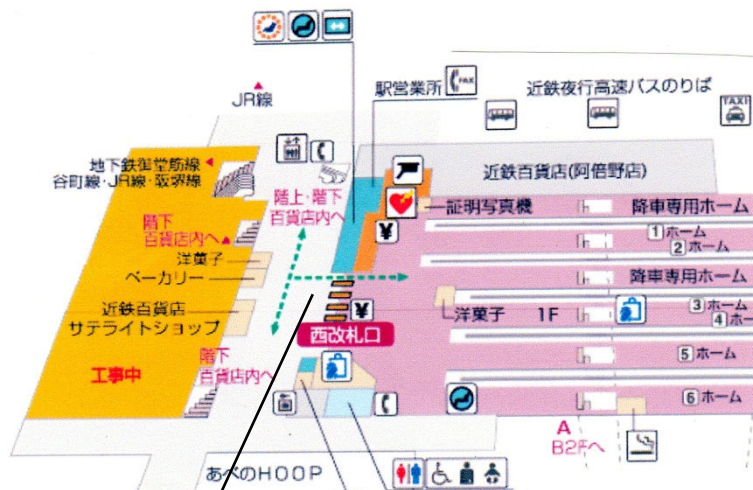 駅営業所
FAX
近鉄夜行高速バスのりば
TAXI
JR線
地下鉄御堂筋線
谷町線・JR線・阪堺線
階上・階下
百貨店内へ
近鉄百貨店(阿倍野店)
証明写真機
降車専用ホーム
階下
百貨店内へ
1 ホーム
2 ホーム
洋菓子
ベーカリー
¥
降車専用ホーム
近鉄百貨店
サテライトショップ
¥
洋菓子 1F
3 ホーム
4 ホー
西改札口
5 ホーム
工事中
階下
百貨店内へ
6 ホーム
A
B2Fへ
あべのHOOP